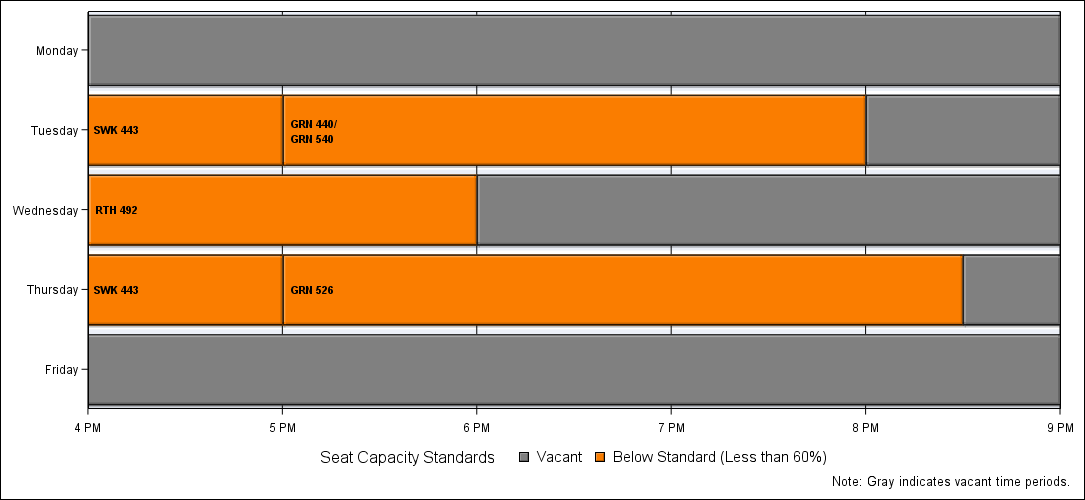 Monday
Tuesday
SWK 443
GRN 440/
GRN 540
Wednesday
RTH 492
Thursday
SWK 443
GRN 526
Friday
4 PM 5 PM 6 PM 7 PM 8 PM 9 PM
Seat Capacity Standards Vacant Below Standard (Less than 60%)
Note: Gray indicates vacant time periods.